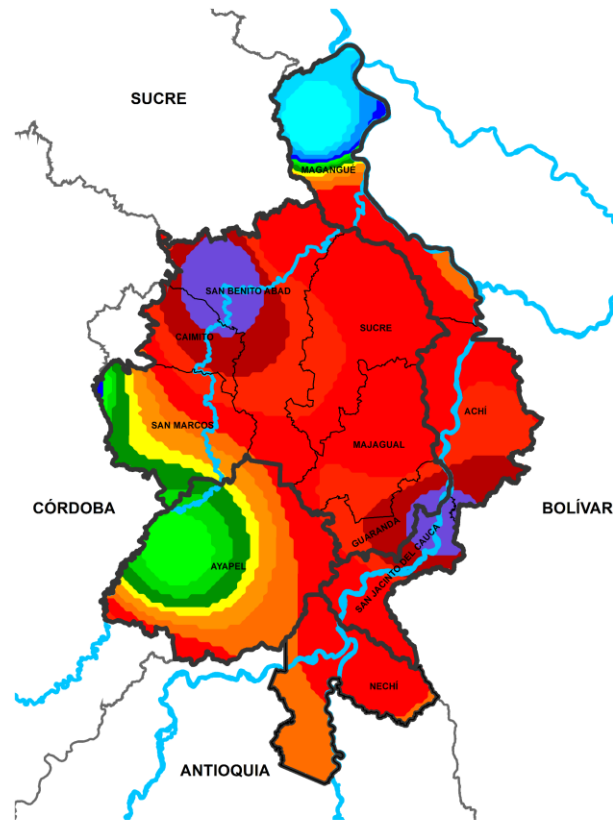 SUCRE
MAGANGUE
SAN BENITO ABAD
SUCRE
CAIMITO
ACHÍ
SAN MARCOS
MAJAGUAL
CÓRDOBA
BOLÍVAR
GUARANDA
SAN JACINTO DEL CAUCA
AYAPEL
NECHÍ
ANTIOQUIA